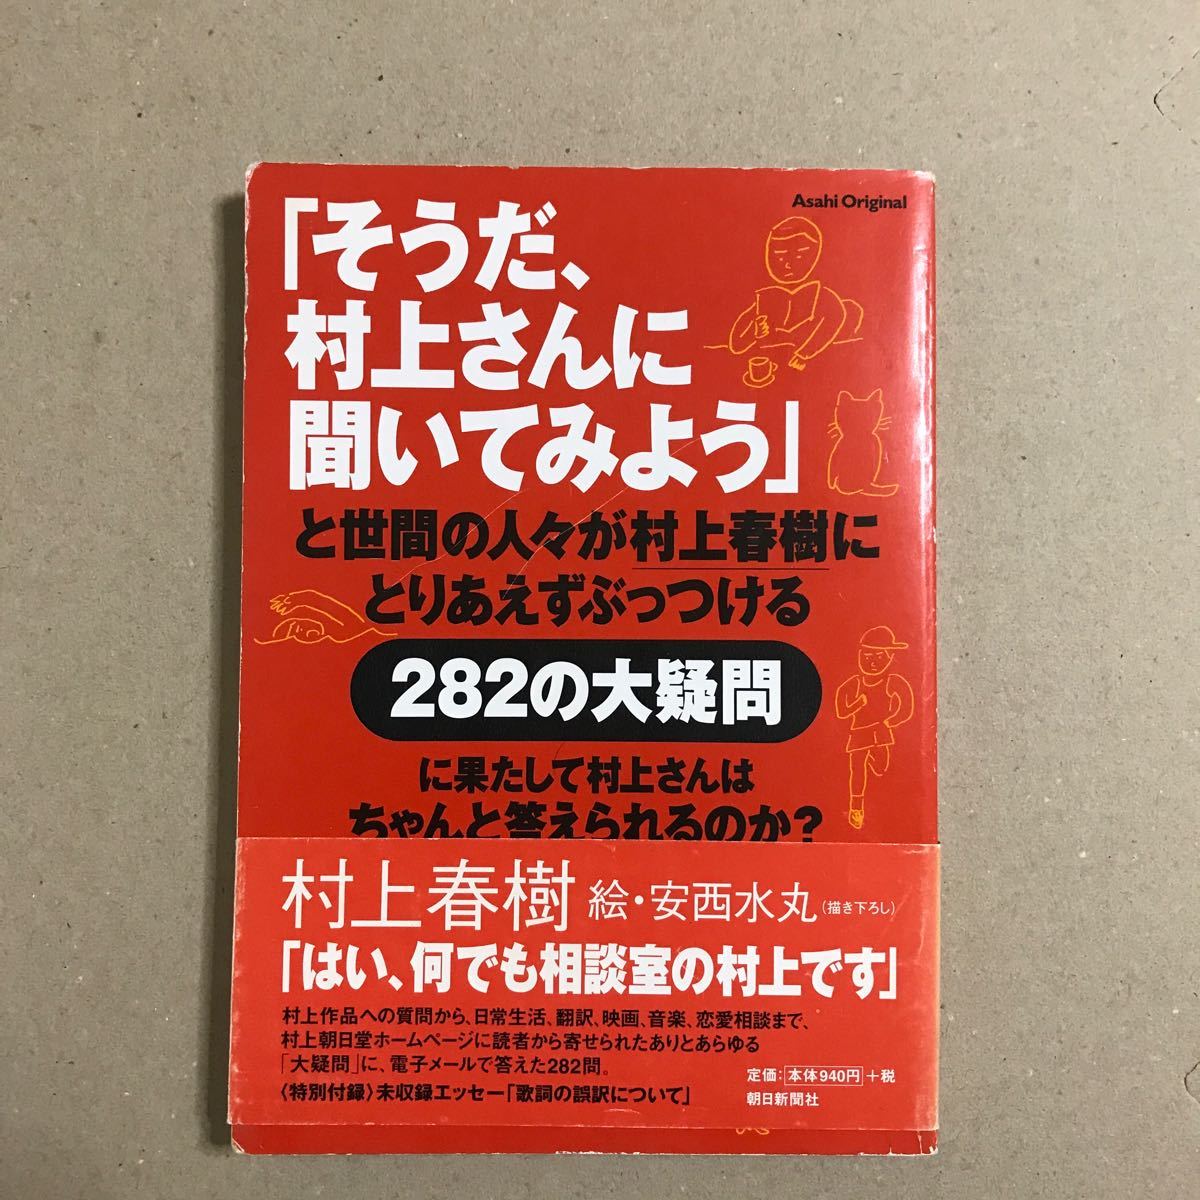 Asahi Original
「そうだ、
村上さんに
聞いてみよう」
と世間の人々が村上春樹に
とりあえずぶっつける
282の大疑問
に果たして村上さんは
ちゃんと答えられるのか?
村上春樹 絵・安西水丸(描き下ろし)
「はい、何でも相談室の村上です」
村上作品への質問から、日常生活、翻訳、映画、音楽、恋愛相談まで、
村上朝日堂ホームページに読者から寄せられたありとあらゆる
「大疑問」に、電子メールで答えた282問。
〈特別付録〉未収録エッセー「歌詞の誤訳について」
定価:本体940円+税
朝日新聞社